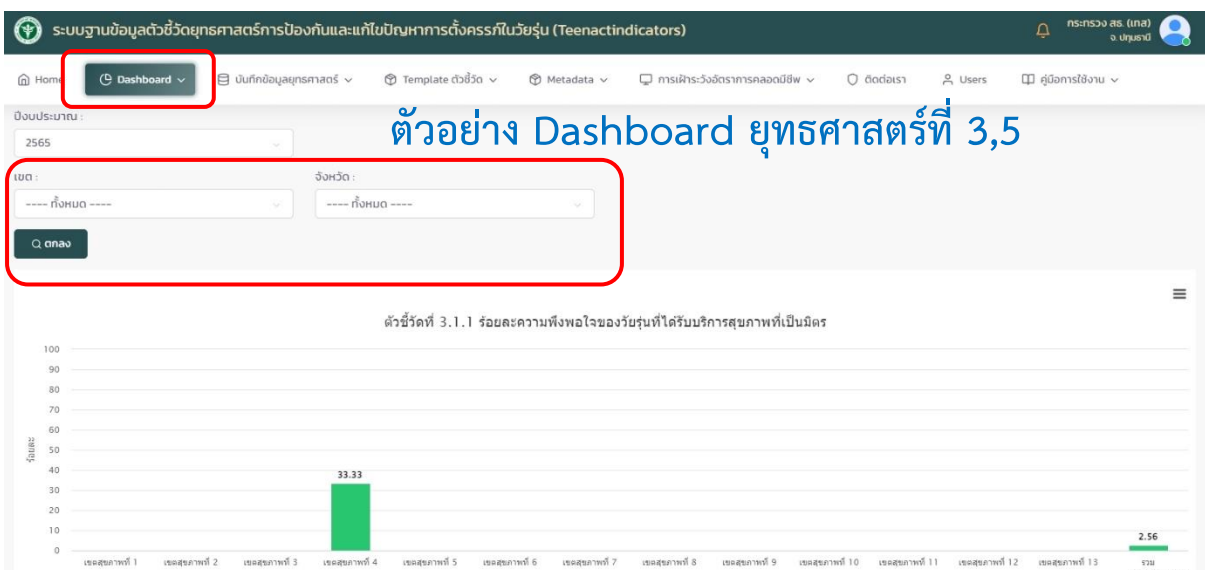 ระบบฐานข้อมูลตัวชี้วัดยุทธศาสตร์การป้องกันและแก้ไขปัญหาการตั้งครรภ์ในวัยรุ่น (Teenactindicators)
กระทรวง สธ. (เทส)
จ. ปทุมธานี
Home Dashboard บันทึกข้อมูลยุทธศาสตร์ Template ตัวชี้วัด Metadata การเฝ้าระวังอัตราการคลอดมีชีพ ติดต่อเรา Users คู่มือการใช้งาน
ปีงบประมาณ :
2565
ตัวอย่าง Dashboard ยุทธศาสตร์ที่ 3,5
เขต : จังหวัด :
---- ทั้งหมด ---- ---- ทั้งหมด ----
ตกลง
ตัวชี้วัดที่ 3.1.1 ร้อยละความพึงพอใจของวัยรุ่นที่ได้รับบริการสุขภาพที่เป็นมิตร
100
90
80
70
60
ร้อยละ
50
40
33.33
30
20
10
2.56
0
เขตสุขภาพที่ 1 เขตสุขภาพที่ 2 เขตสุขภาพที่ 3 เขตสุขภาพที่ 4 เขตสุขภาพที่ 5 เขตสุขภาพที่ 6 เขตสุขภาพที่ 7 เขตสุขภาพที่ 8 เขตสุขภาพที่ 9 เขตสุขภาพที่ 10 เขตสุขภาพที่ 11 เขตสุขภาพที่ 12 เขตสุขภาพที่ 13 รวม